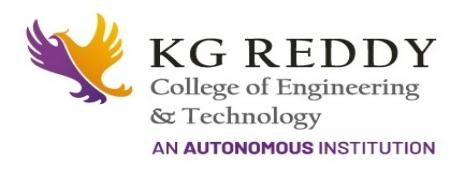 KG REDDY
College of Engineering
& Technology
AN AUTONOMOUS INSTITUTION